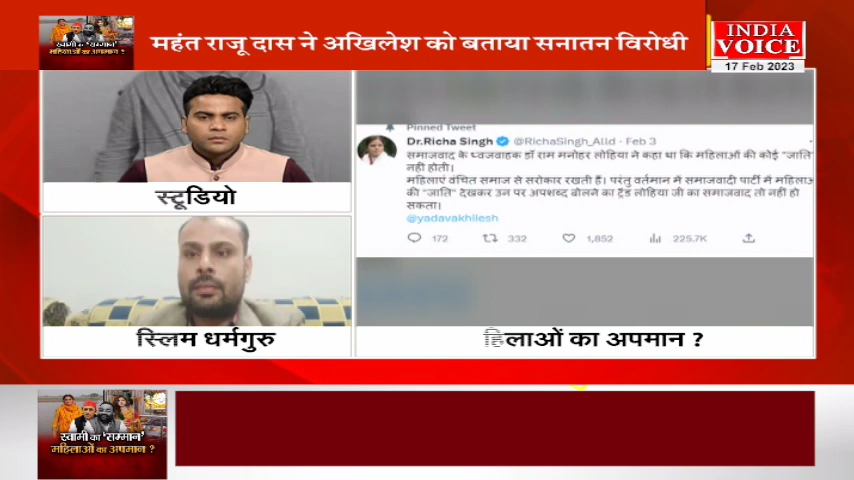 स्वामी का 'सम्मान'
महिलाओं का अपमान ?
महंत राजू दास ने अखिलेश को बताया सनातन विरोधी
INDIA
VOICE
17 Feb 2023
स्टूडियो
Pinned Tweet
Dr.Richa Singh @RichaSingh_Alld · Feb 3
समाजवाद के ध्वजवाहक डॉ राम मनोहर लोहिया ने कहा था कि महिलाओं की कोई "जाति"
नहीं होती।
महिलाएं वंचित समाज से सरोकार रखती हैं। परंतु वर्तमान में समाजवादी पार्टी में
की "जाति" देखकर उन पर अपशब्द बोलने का ट्रेंड लोहिया जी का समाजवाद तो नहीं हो
सकता।
@yadavakhilesh
172 332 1,852 225.7K
स्लिम धर्मगुरु
हिलाओं का अपमान ?
स्वामी का 'सम्मान'
महिलाओं का अपमान ?